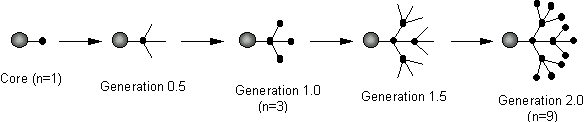 Core (n=1)
Generation 0.5
Generation 1.0
(n=3)
Generation 1.5
Generation 2.0
(n=9)